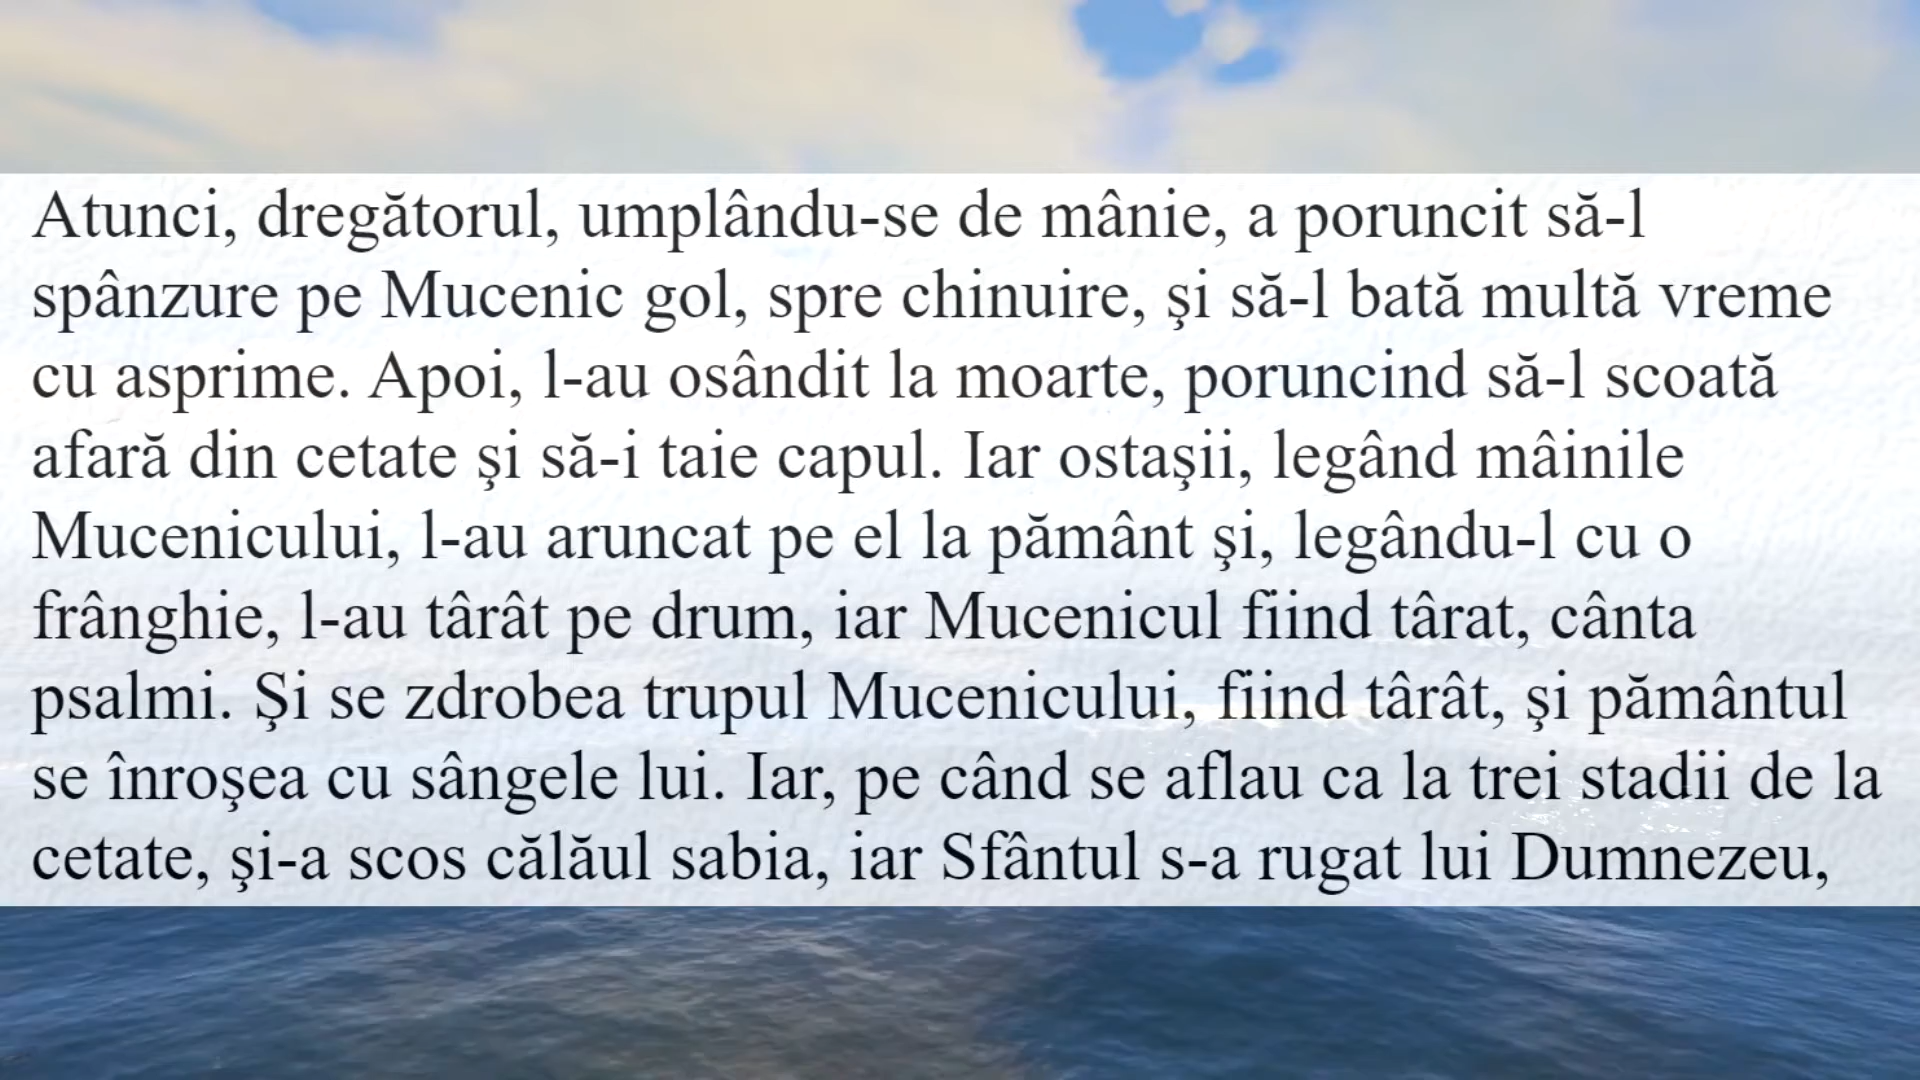 Atunci, dregătorul, umplându-se de mânie, a poruncit să-l
spânzure pe Mucenic gol, spre chinuire, şi să-l bată multă vreme
cu asprime. Apoi, l-au osândit la moarte, poruncind să-l scoată
afară din cetate şi să-i taie capul. Iar ostaşii, legând mâinile
Mucenicului, l-au aruncat pe el la pământ şi, legându-l cu o
frânghie, l-au târât pe drum, iar Mucenicul fiind târat, cânta
psalmi. Şi se zdrobea trupul Mucenicului, fiind târât, şi pământul
se înroşea cu sângele lui. Iar, pe când se aflau ca la trei stadii de la
cetate, şi-a scos călăul sabia, iar Sfântul s-a rugat lui Dumnezeu,